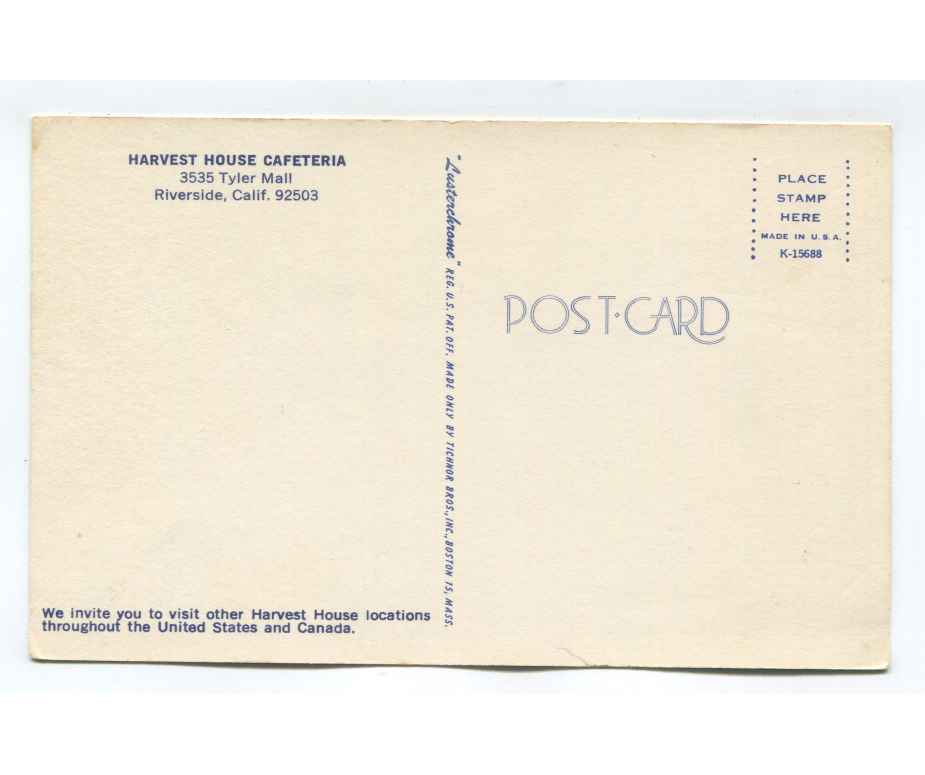 HARVEST HOUSE CAFETERIA
3535 Tyler Mall
Riverside, Calif. 92503
We invite you to visit other Harvest House locations
throughout the United States and Canada.
"Lusterchrome" REG. U.S. PAT. OFF. MADE ONLY BY TICHNOR BROS., INC., BOSTON 15, MASS.
PLACE
STAMP
HERE
MADE IN U.S.A.
K-15688
POST·CARD